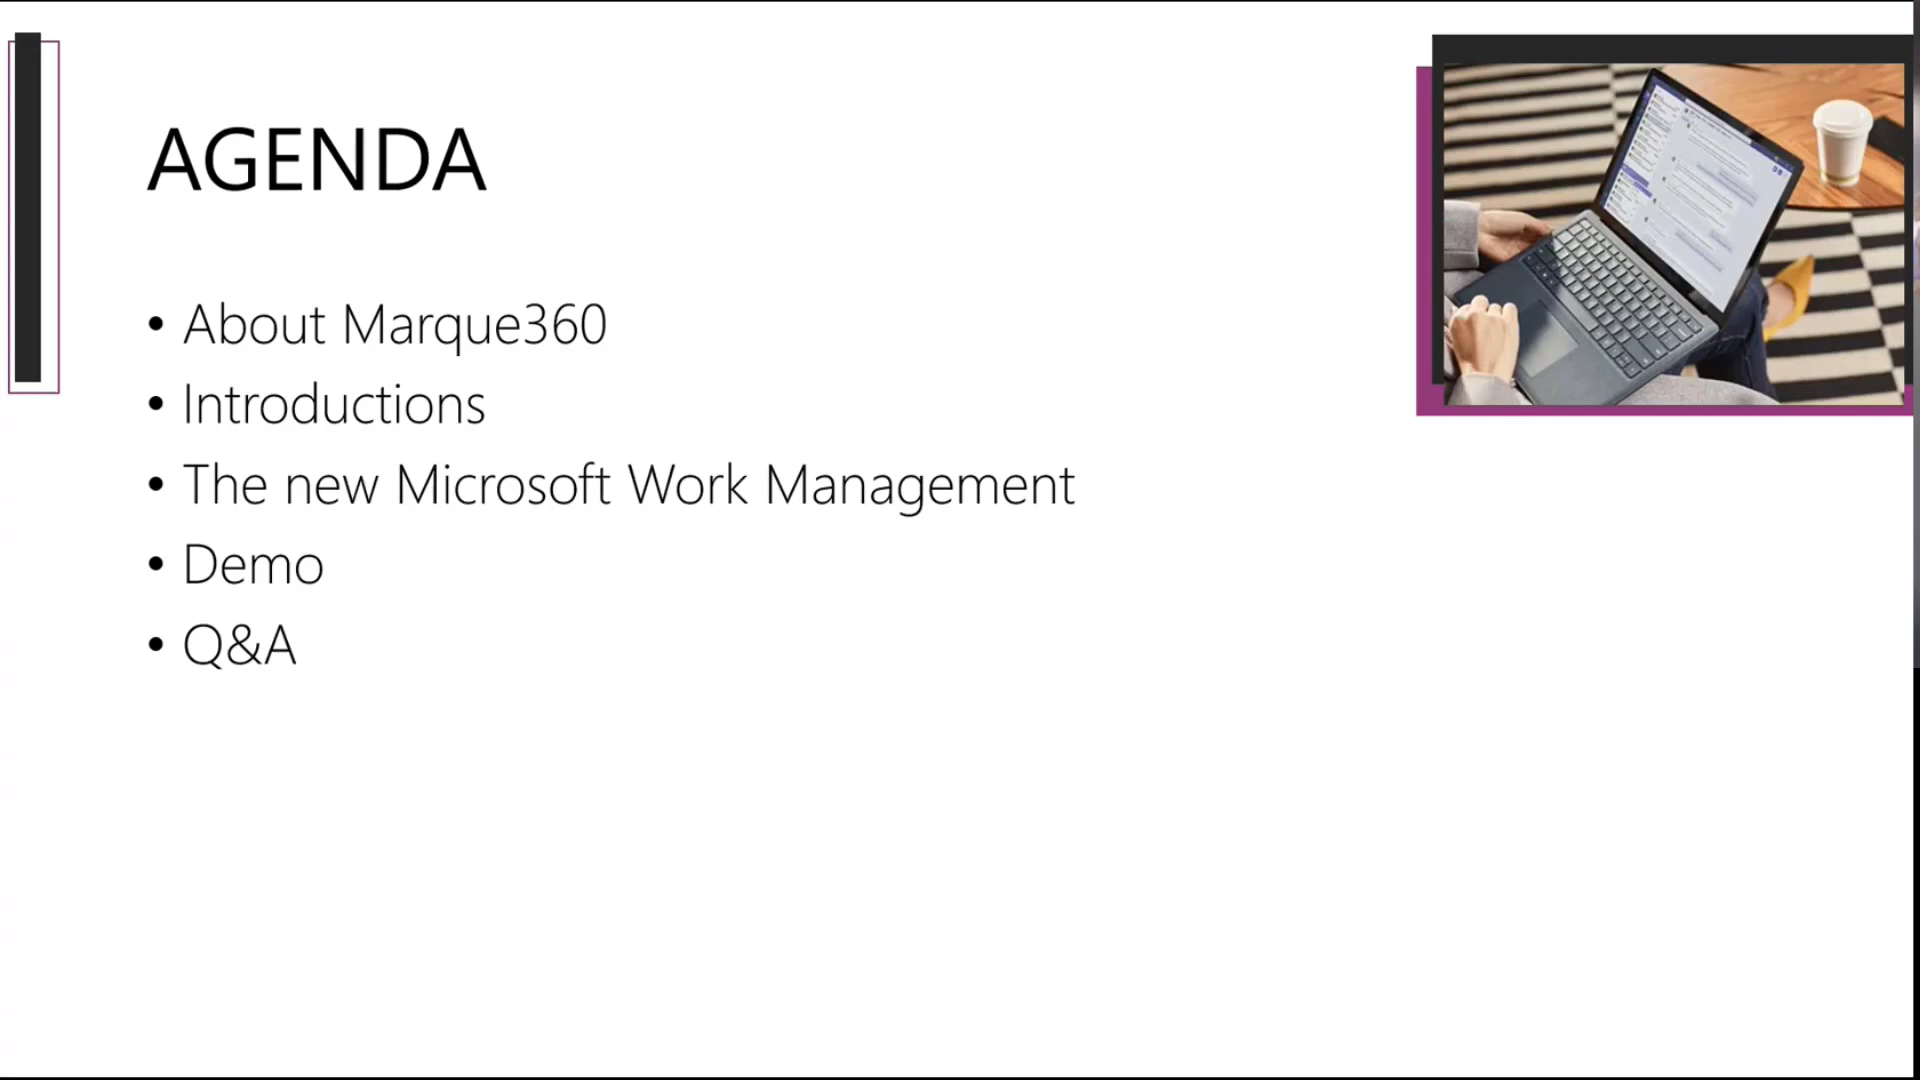 AGENDA
• About Marque360
• Introductions
• The new Microsoft Work Management
• Demo
• Q&A